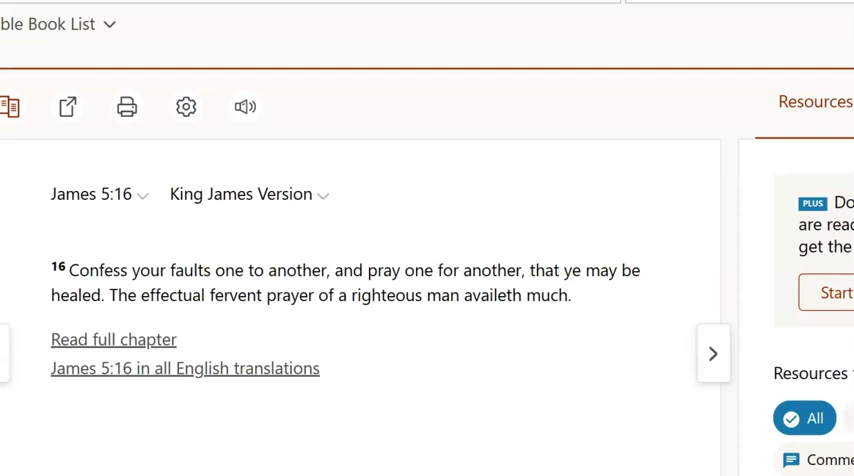 ble Book List
Resources
James 5:16 King James Version
PLUS Do
are read
get the
16 Confess your faults one to another, and pray one for another, that ye may be
healed. The effectual fervent prayer of a righteous man availeth much.
Start
Read full chapter
James 5:16 in all English translations
Resources
All
Comme